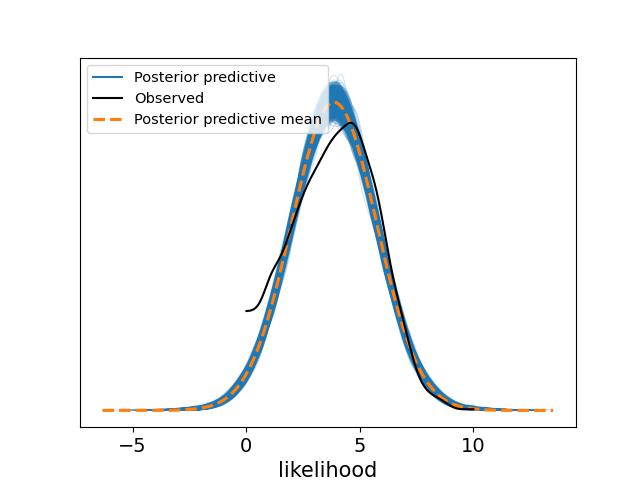 Posterior predictive
Observed
Posterior predictive mean
−5
0
5
10
likelihood